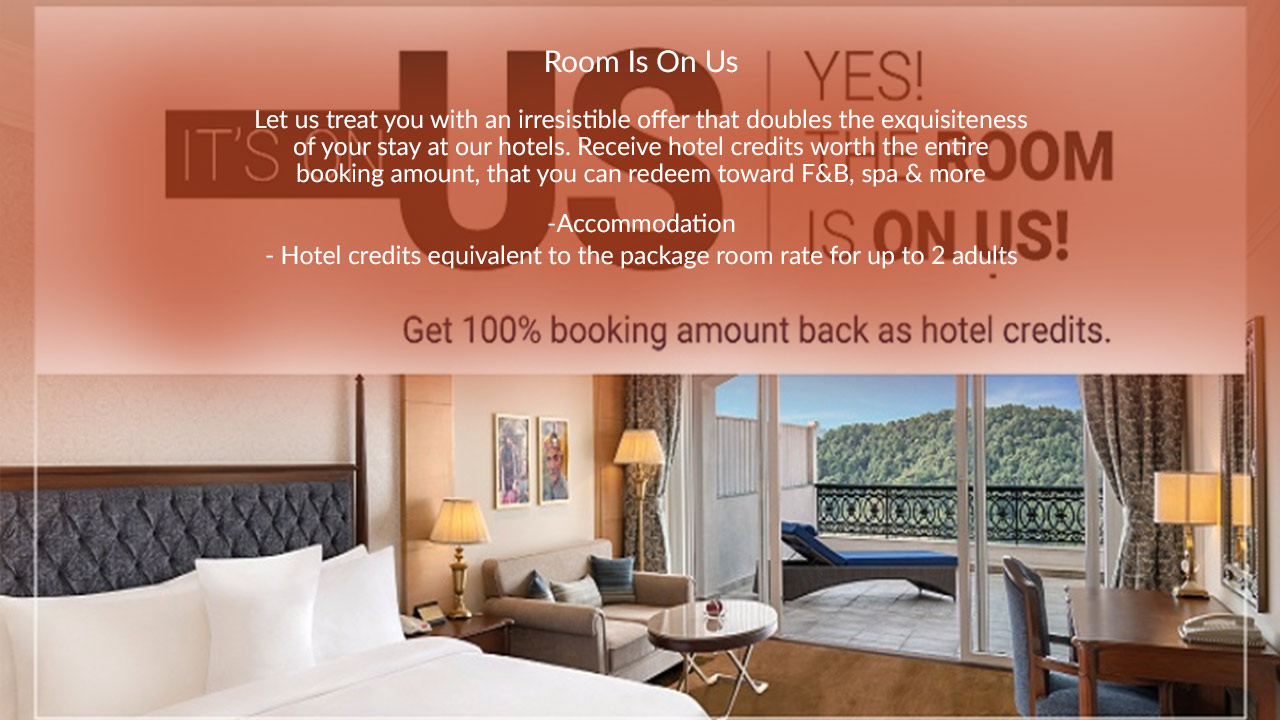 Room Is On Us
Let us treat you with an irresistible offer that doubles the exquisiteness
of your stay at our hotels. Receive hotel credits worth the entire
booking amount, that you can redeem toward F&B, spa & more
-Accommodation
- Hotel credits equivalent to the package room rate for up to 2 adults
IT'S ON
US
YES!
THE ROOM
IS ON US!
Get 100% booking amount back as hotel credits.